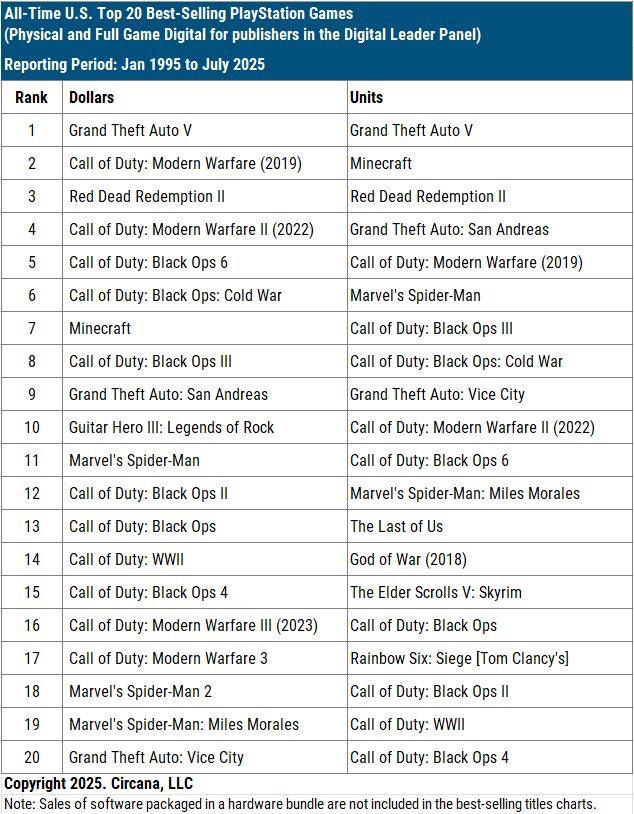 All-Time U.S. Top 20 Best-Selling PlayStation Games
(Physical and Full Game Digital for publishers in the Digital Leader Panel)
Reporting Period: Jan 1995 to July 2025
Rank Dollars Units
1 Grand Theft Auto V Grand Theft Auto V
2 Call of Duty: Modern Warfare (2019) Minecraft
3 Red Dead Redemption II Red Dead Redemption II
4 Call of Duty: Modern Warfare II (2022) Grand Theft Auto: San Andreas
5 Call of Duty: Black Ops 6 Call of Duty: Modern Warfare (2019)
6 Call of Duty: Black Ops: Cold War Marvel's Spider-Man
7 Minecraft Call of Duty: Black Ops III
8 Call of Duty: Black Ops III Call of Duty: Black Ops: Cold War
9 Grand Theft Auto: San Andreas Grand Theft Auto: Vice City
10 Guitar Hero III: Legends of Rock Call of Duty: Modern Warfare II (2022)
11 Marvel's Spider-Man Call of Duty: Black Ops 6
12 Call of Duty: Black Ops II Marvel's Spider-Man: Miles Morales
13 Call of Duty: Black Ops The Last of Us
14 Call of Duty: WWII God of War (2018)
15 Call of Duty: Black Ops 4 The Elder Scrolls V: Skyrim
16 Call of Duty: Modern Warfare III (2023) Call of Duty: Black Ops
17 Call of Duty: Modern Warfare 3 Rainbow Six: Siege [Tom Clancy's]
18 Marvel's Spider-Man 2 Call of Duty: Black Ops II
19 Marvel's Spider-Man: Miles Morales Call of Duty: WWII
20 Grand Theft Auto: Vice City Call of Duty: Black Ops 4
Copyright 2025. Circana, LLC
Note: Sales of software packaged in a hardware bundle are not included in the best-selling titles charts.